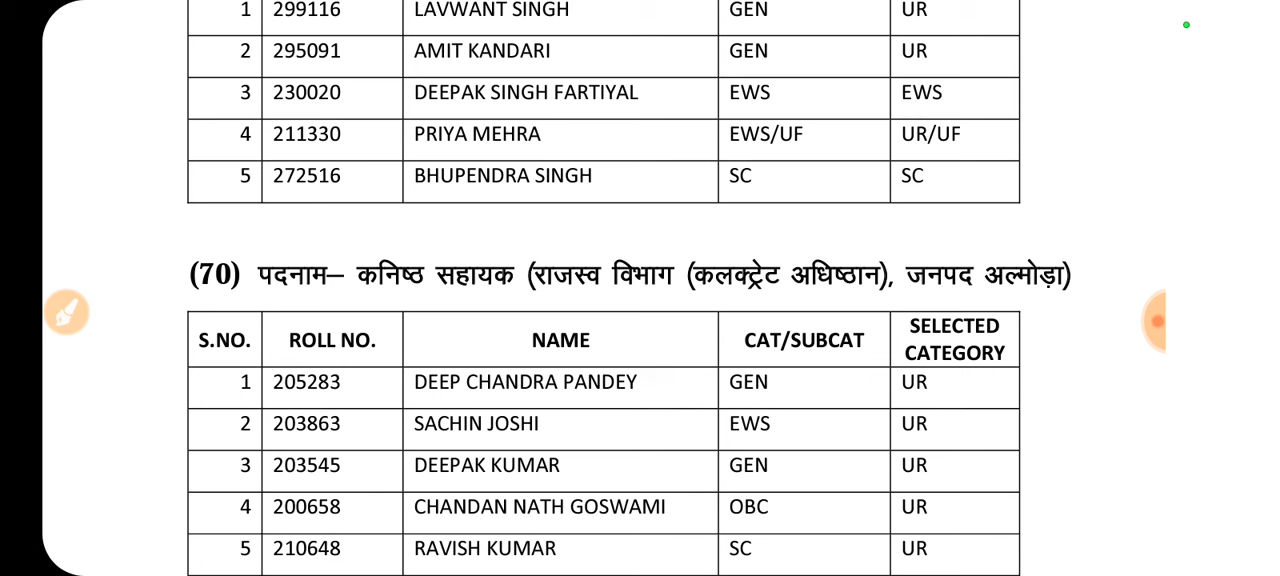 1 299116 LAVWANT SINGH GEN UR
2 295091 AMIT KANDARI GEN UR
3 230020 DEEPAK SINGH FARTIYAL EWS EWS
4 211330 PRIYA MEHRA EWS/UF UR/UF
5 272516 BHUPENDRA SINGH SC SC
(70) पदनाम– कनिष्ठ सहायक (राजस्व विभाग (कलक्ट्रेट अधिष्ठान), जनपद अल्मोड़ा)
S.NO. ROLL NO. NAME CAT/SUBCAT SELECTED CATEGORY
1 205283 DEEP CHANDRA PANDEY GEN UR
2 203863 SACHIN JOSHI EWS UR
3 203545 DEEPAK KUMAR GEN UR
4 200658 CHANDAN NATH GOSWAMI OBC UR
5 210648 RAVISH KUMAR SC UR